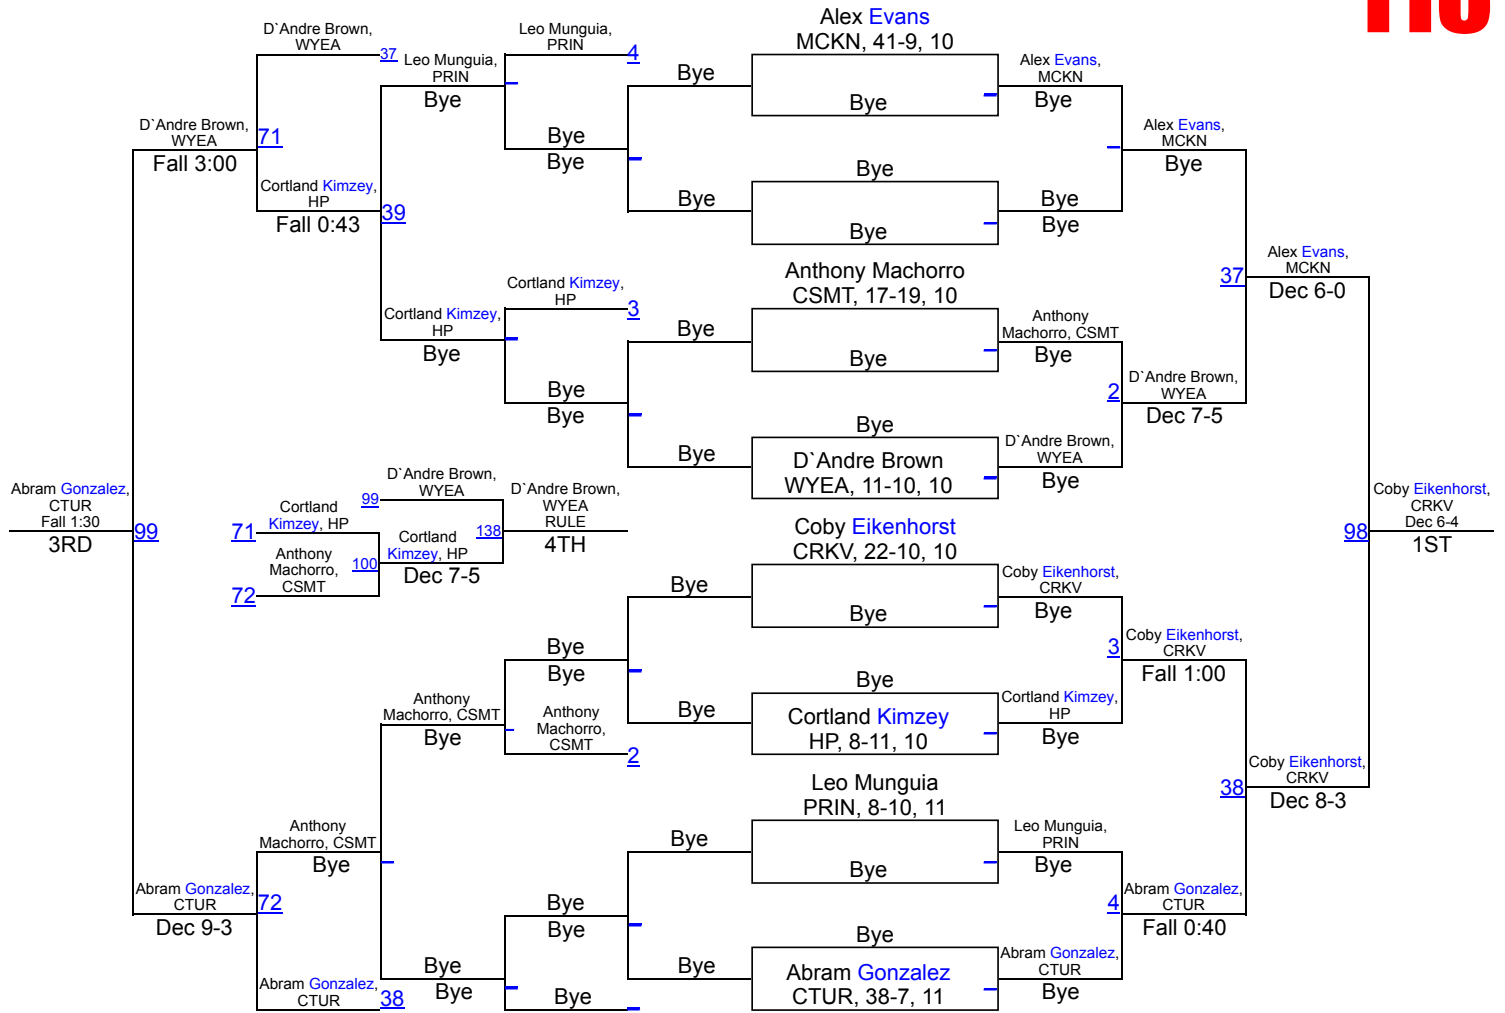 D`Andre Brown,
WYEA
37
Leo Munguia,
PRIN
Bye
Leo Munguia,
PRIN
4
D`Andre Brown,
WYEA
Fall 3:00
71
Cortland Kimzey,
HP
Fall 0:43
39
Bye
Bye
Cortland Kimzey,
HP
Bye
Cortland Kimzey,
HP
3
Bye
Bye
Bye
Bye
Bye
Bye
Alex Evans
MCKN, 41-9, 10
Bye
Bye
Bye
Anthony Machorro
CSMT, 17-19, 10
Bye
Bye
D`Andre Brown
WYEA, 11-10, 10
Alex Evans,
MCKN
Bye
Bye
Bye
Alex Evans,
MCKN
Bye
Anthony
Machorro, CSMT
Bye
2
D`Andre Brown,
WYEA
Dec 7-5
D`Andre Brown,
WYEA
Bye
37
Alex Evans,
MCKN
Dec 6-0
Abram Gonzalez,
CTUR
Fall 1:30
3RD
99
D`Andre Brown,
WYEA
99
Cortland
Kimzey, HP
71
Anthony
Machorro,
CSMT
72
100
Cortland
Kimzey, HP
Dec 7-5
138
D`Andre Brown,
WYEA
RULE
4TH
98
Coby Eikenhorst,
CRKV
Dec 6-4
1ST
Coby Eikenhorst
CRKV, 22-10, 10
Bye
Bye
Cortland Kimzey
HP, 8-11, 10
Leo Munguia
PRIN, 8-10, 11
Bye
Bye
Abram Gonzalez
CTUR, 38-7, 11
Bye
Bye
Bye
Bye
Bye
Bye
Anthony
Machorro, CSMT
Bye
Anthony
Machorro,
CSMT
2
Anthony
Machorro, CSMT
Bye
Abram Gonzalez,
CTUR
Dec 9-3
72
Abram Gonzalez,
CTUR
38
Bye
Bye
Bye
Bye
Bye
Coby Eikenhorst,
CRKV
Bye
3
Coby Eikenhorst,
CRKV
Fall 1:00
Cortland Kimzey,
HP
Bye
38
Coby Eikenhorst,
CRKV
Dec 8-3
Leo Munguia,
PRIN
Bye
4
Abram Gonzalez,
CTUR
Fall 0:40
Abram Gonzalez,
CTUR
Bye